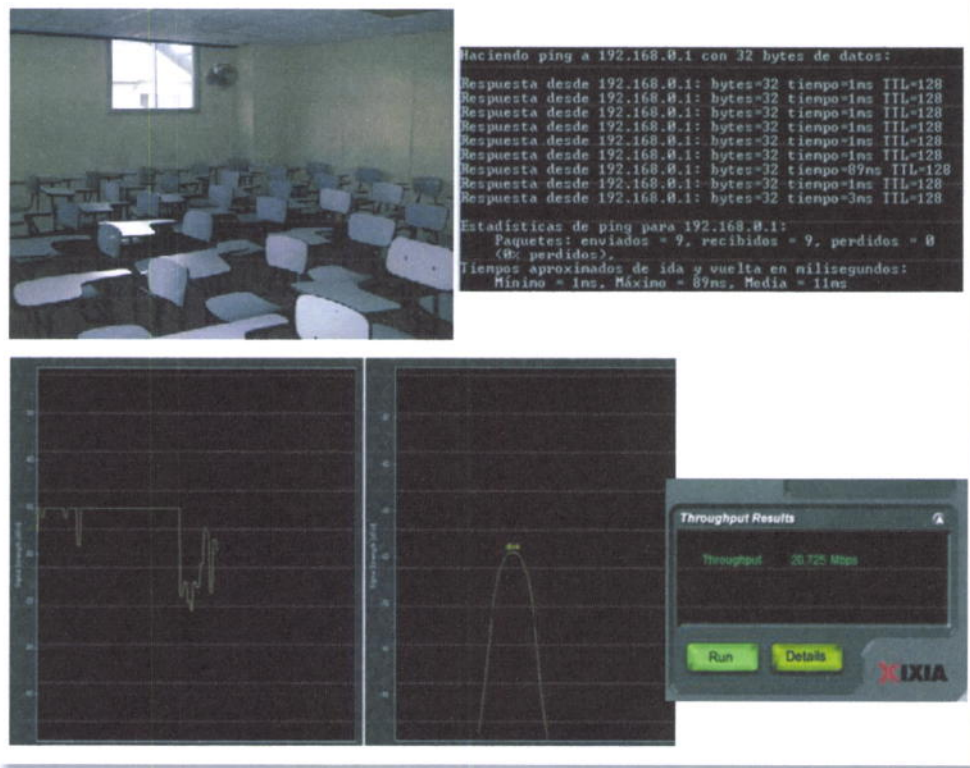 Haciendo ping a 192.168.0.1 con 32 bytes de datos:
Respuesta desde 192.168.0.1: bytes=32 tiempo=1ms TTL=128
Respuesta desde 192.168.0.1: bytes=32 tiempo=1ms TTL=128
Respuesta desde 192.168.0.1: bytes=32 tiempo=1ms TTL=128
Respuesta desde 192.168.0.1: bytes=32 tiempo=1ms TTL=128
Respuesta desde 192.168.0.1: bytes=32 tiempo=1ms TTL=128
Respuesta desde 192.168.0.1: bytes=32 tiempo=1ms TTL=128
Respuesta desde 192.168.0.1: bytes=32 tiempo=89ms TTL=128
Respuesta desde 192.168.0.1: bytes=32 tiempo=1ms TTL=128
Respuesta desde 192.168.0.1: bytes=32 tiempo=3ms TTL=128
Estadísticas de ping para 192.168.0.1:
Paquetes: enviados = 9, recibidos = 9, perdidos = 0
(0% perdidos),
Tiempos aproximados de ida y vuelta en milisegundos:
Mínimo = 1ms, Máximo = 89ms, Media = 11ms
Throughput Results
Throughput 20.725 Mbps
Run Details
IXIA